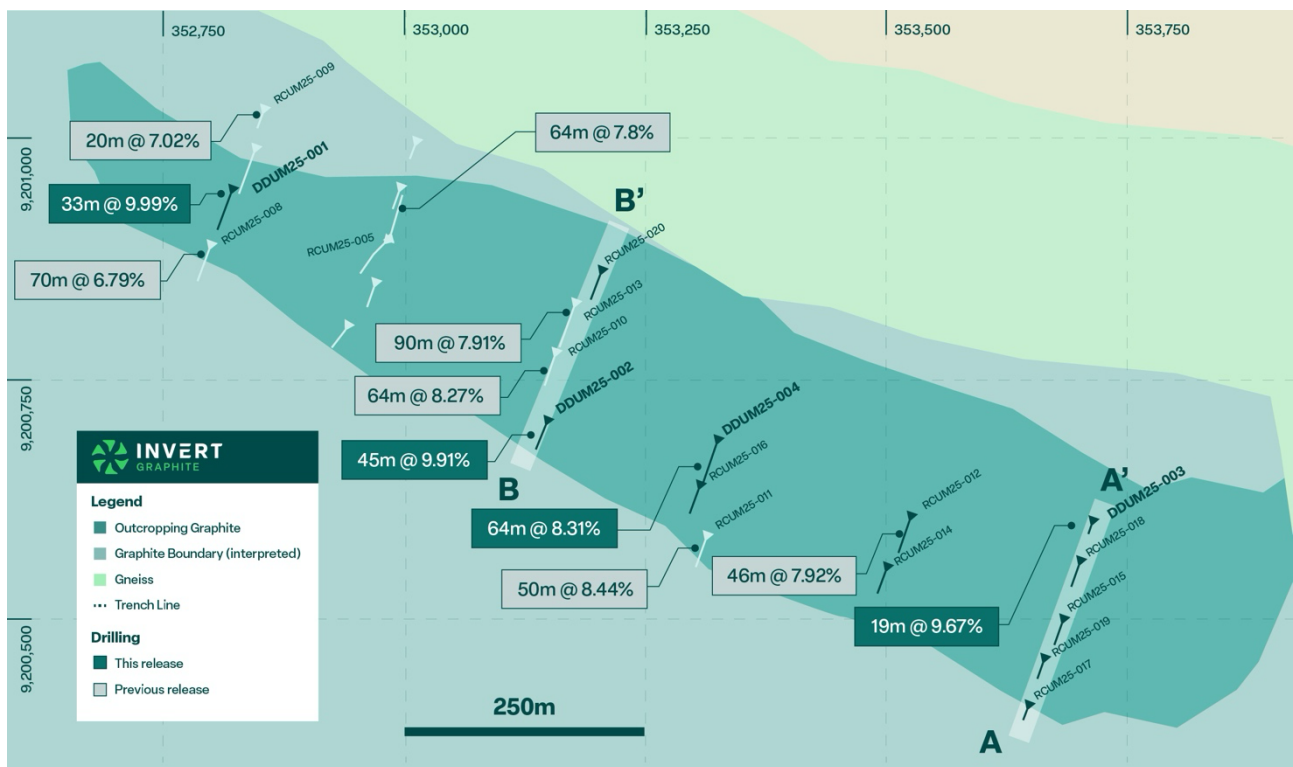 352,750
353,000
353,250
353,500
353,750
9,201,000
9,200,750
9,200,500
RCUM25-009
20m @ 7.02%
64m @ 7.8%
DDUM25-001
33m @ 9.99%
RCUM25-008
B’
RCUM25-005
RCUM25-020
70m @ 6.79%
RCUM25-013
90m @ 7.91%
RCUM25-010
64m @ 8.27%
DDUM25-002
DDUM25-004
45m @ 9.91%
RCUM25-016
B
RCUM25-012
A’
DDUM25-003
RCUM25-011
64m @ 8.31%
RCUM25-018
RCUM25-014
50m @ 8.44%
46m @ 7.92%
RCUM25-015
19m @ 9.67%
RCUM25-019
RCUM25-017
A
INVERT
GRAPHITE
Legend
Outcropping Graphite
Graphite Boundary (interpreted)
Gneiss
Trench Line
Drilling
This release
Previous release
250m